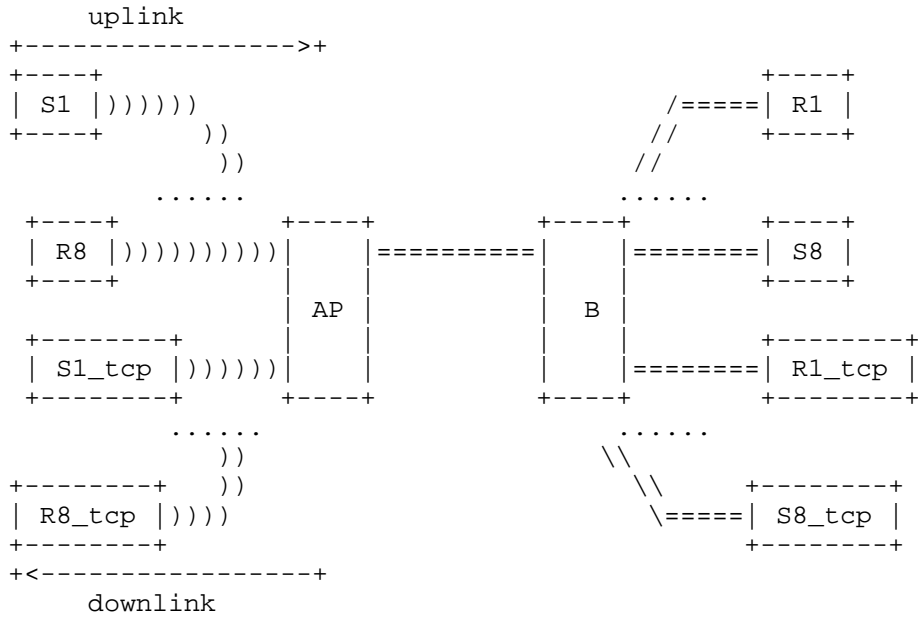 uplink
+----------------->+
+----+ +----+
| S1 |)))))) /=====| R1 |
+----+ )) // +----+
)) //
...... ......
+----+ +----+ +----+ +----+
| R8 |))))))))))| |==========| |========| S8 |
+----+ | | | | +----+
| AP | | B |
+--------+ | | | | +--------+
| S1_tcp |))))))| | | |========| R1_tcp |
+--------+ +----+ +----+ +--------+
...... ......
)) \\
+--------+ )) \\ +--------+
| R8_tcp |)))) \=====| S8_tcp |
+--------+ +--------+
+<-----------------+
downlink